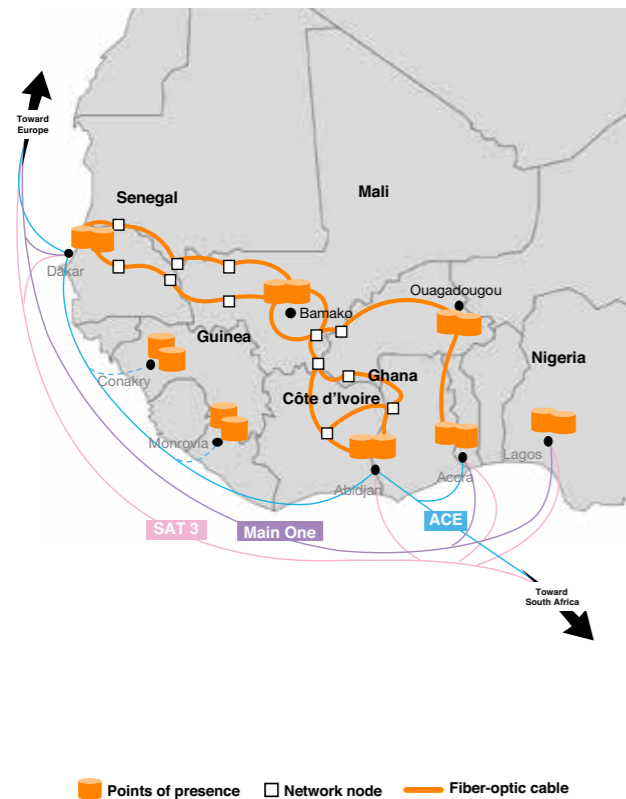 Toward
Europe
Senegal
Mali
Dakar
Ouagadougou
Bamako
Guinea
Nigeria
Conakry
Ghana
Côte d'Ivoire
Monrovia
Lagos
Accra
Abidjan
SAT 3
Main One
ACE
Toward
South Africa
Points of presence
Network node
Fiber-optic cable